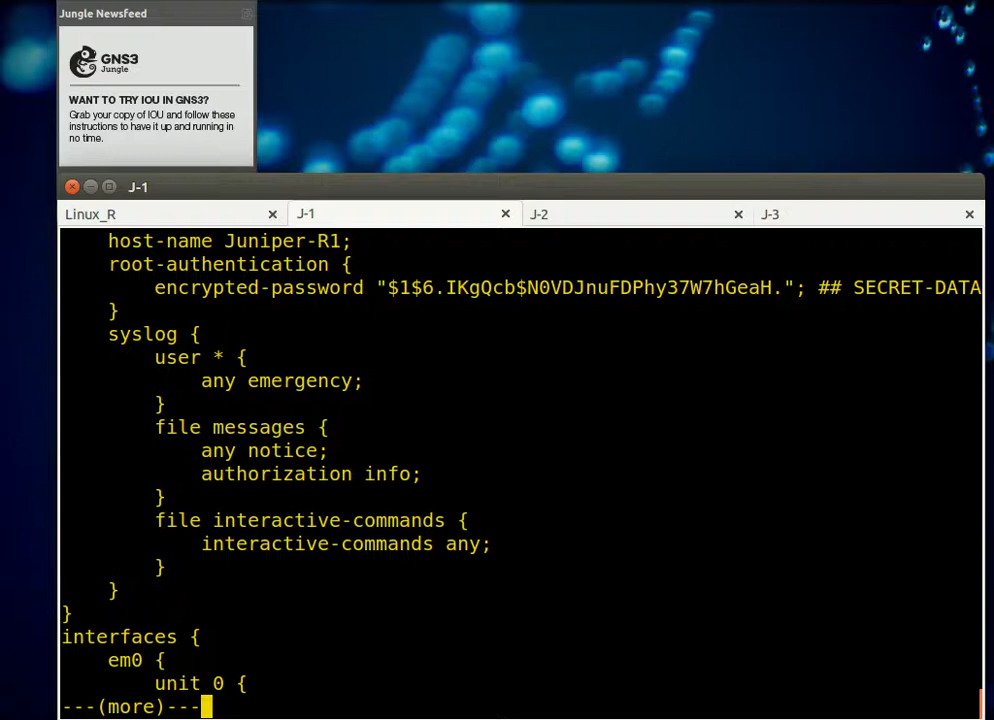 Jungle Newsfeed
GNS3
Jungle
WANT TO TRY IOU IN GNS3?
Grab your copy of IOU and follow these
instructions to have it up and running in
no time.
J-1
Linux_R
J-1
J-2
J-3
host-name Juniper-R1;
root-authentication {
encrypted-password "$1$6.IKgQcb$N0VDJnuFDPhy37W7hGeaH."; ## SECRET-DATA
}
syslog {
user * {
any emergency;
}
file messages {
any notice;
authorization info;
}
file interactive-commands {
interactive-commands any;
}
}
}
interfaces {
em0 {
unit 0 {
---(more)---